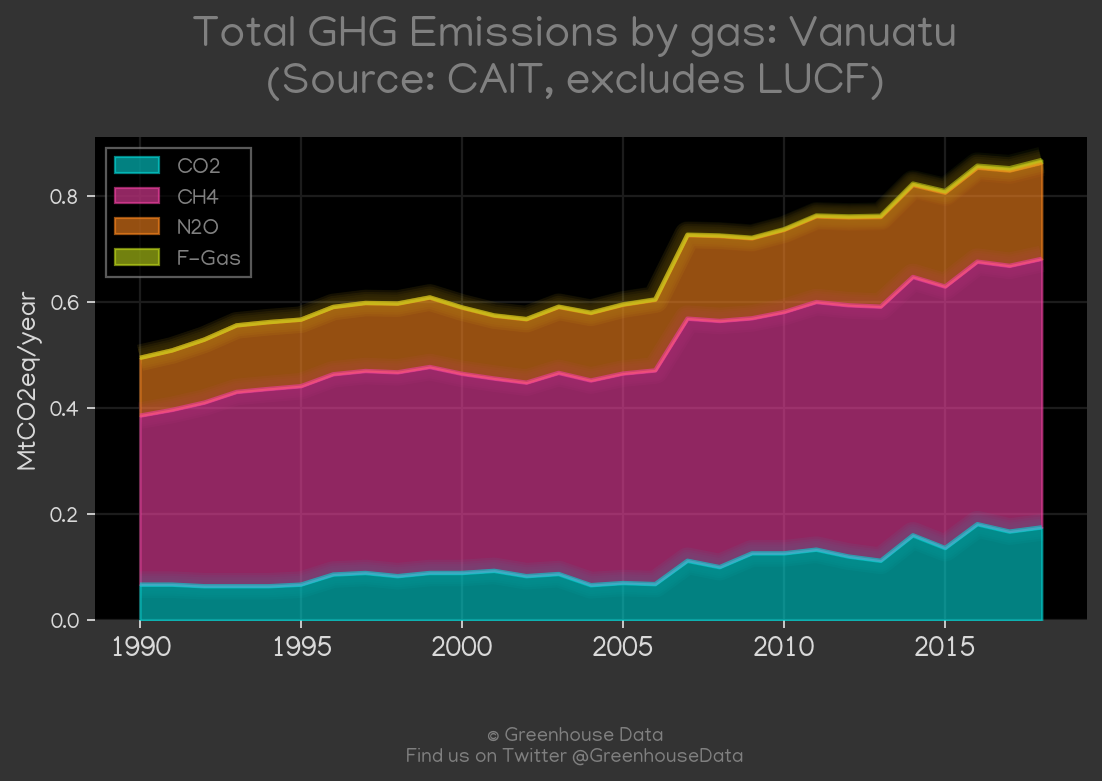 Total GHG Emissions by gas: Vanuatu
(Source: CAIT, excludes LUCF)
CO2
CH4
N2O
F-Gas
MtCO2eq/year
0.8
0.6
0.4
0.2
0.0
1990 1995 2000 2005 2010 2015
© Greenhouse Data
Find us on Twitter @GreenhouseData